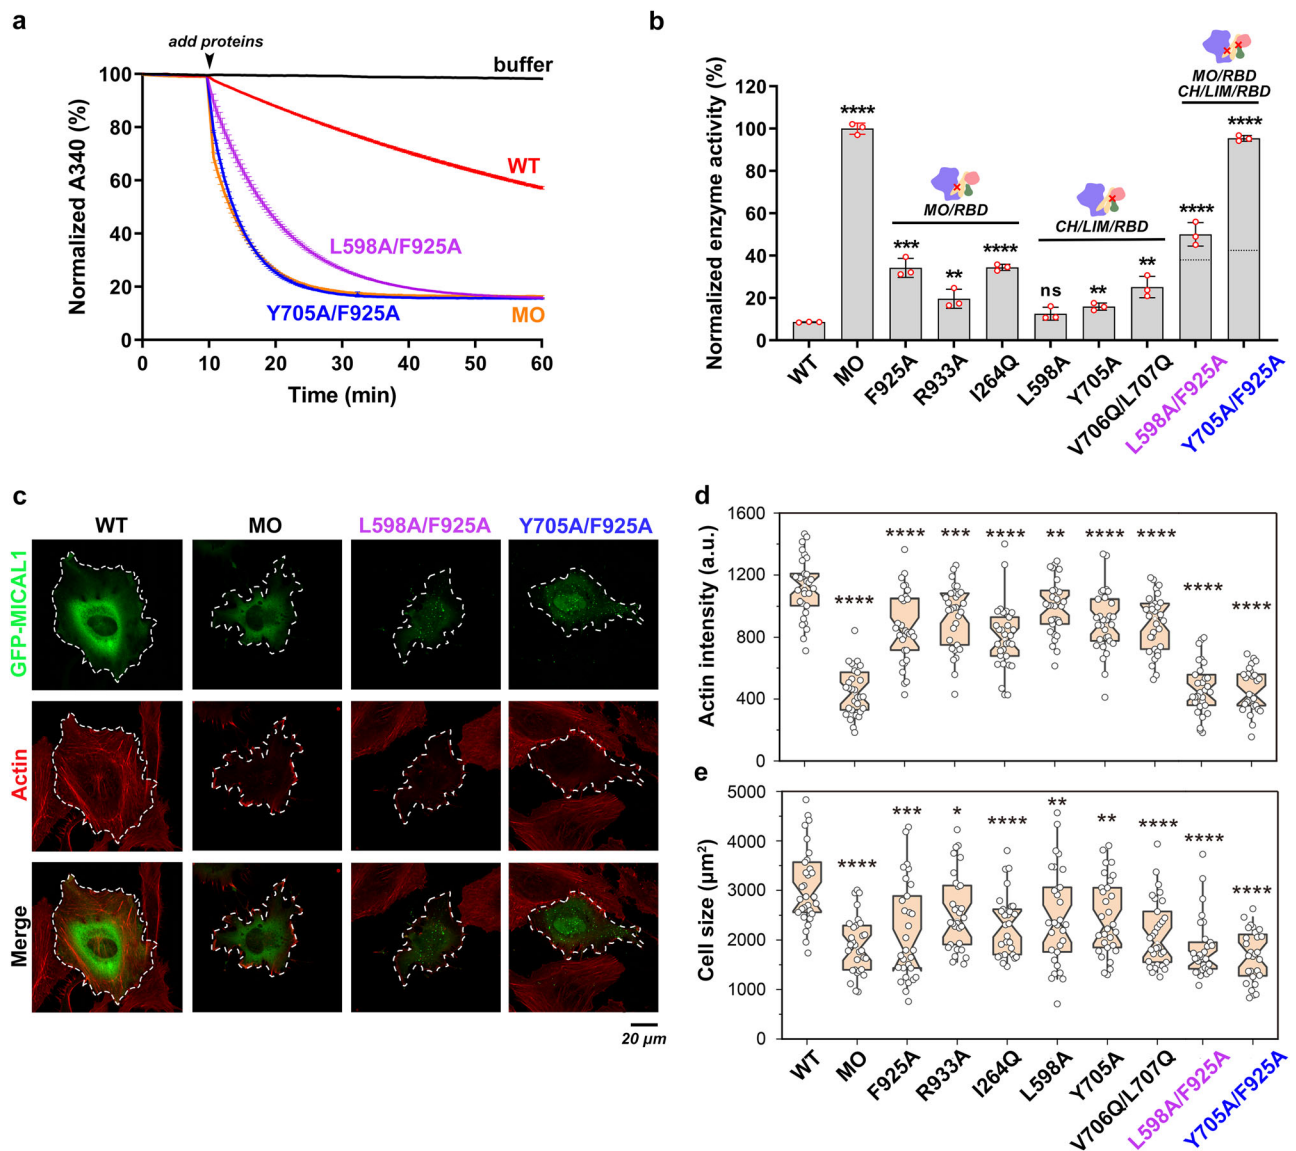 a
add proteins
buffer
WT
L598A/F925A
Y705A/F925A
MO
Normalized A340 (%)
100
80
60
40
20
0
0 10 20 30 40 50 60
Time (min)
b
MO/RBD
CH/LIM/RBD
Normalized enzyme activity (%)
120
100
80
60
40
20
0
****
***
**
****
ns
**
**
****
****
MO/RBD
CH/LIM/RBD
WT
MO
F925A
R933A
I264Q
L598A
Y705A
V706Q/L707Q
L598A/F925A
Y705A/F925A
c
WT MO L598A/F925A Y705A/F925A
GFP-MICAL1
Actin
Merge
20 µm
d
Actin intensity (a.u.)
1600
1200
800
400
0
**** **** *** **** ** **** **** **** ****
e
Cell size (µm²)
5000
4000
3000
2000
1000
0
**** *** * **** ** ** **** **** ****
WT
MO
F925A
R933A
I264Q
L598A
Y705A
V706Q/L707Q
L598A/F925A
Y705A/F925A